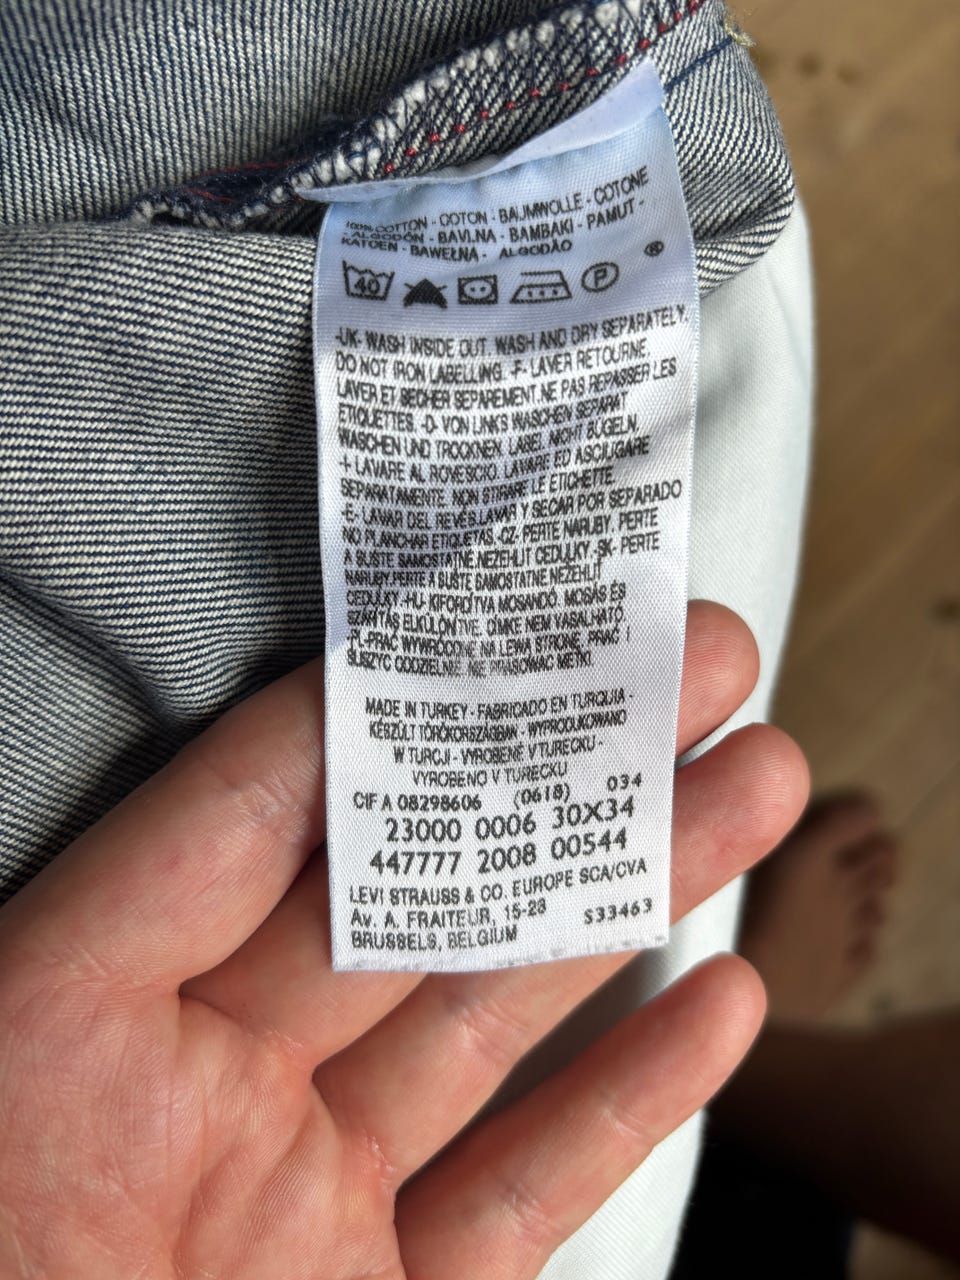 100% COTTON - COTON - BAUMWOLLE - COTONE
- ALGODÓN - BAVLNA - BAMBAKI - PAMUT -
KATOEN - BAWEŁNA - ALGODÃO
®
40
P
-UK- WASH INSIDE OUT. WASH AND DRY SEPARATELY.
DO NOT IRON LABELLING. -F- LAVER RETOURNE.
LAVER ET SECHER SEPAREMENT. NE PAS REPASSER LES
ETIQUETTES. -D- VON LINKS WASCHEN SEPARAT
WASCHEN UND TROCKNEN. LABEL NICHT BÜGELN.
-I- LAVARE AL ROVESCIO. LAVARE ED ASCIUGARE
SEPARATAMENTE. NON STIRARE LE ETICHETTE.
-E- LAVAR DEL REVÉS.LAVAR Y SECAR POR SEPARADO
NO PLANCHAR ETIQUETAS.-CZ- PERTE NARUBY. PERTE
A SUŠTE SAMOSTATNĚ.NEZEHLIT CEDULKY.-SK- PERTE
NARUBY.PERTE A SUŠTE SAMOSTATNE.NEZEHLIT
CEDULKY.-HU- KIFORDÍTVA MOSANDÓ. MOSÁS ÉS
SZÁRÍTÁS ELKÜLÖNÍTVE. CIMKE NEM VASALHATÓ.
-PL-PRAĆ WYWRÓCONE NA LEWĄ STRONĘ. PRAĆ I
SUSZYĆ ODDZIELNIE. NIE PRASOWAĆ METKI.
MADE IN TURKEY - FABRICADO EN TURQUIA -
KÉSZÜLT TÖRÖKORSZÁGBAN - WYPRODUKOWANO
W TURCJI - VYROBENÉ V TURECKU -
VYROBENO V TURECKU
CIF A 08298606 (0618) 034
23000 0006 30X34
447777 2008 00544
LEVI STRAUSS & CO. EUROPE SCA/CVA
Av. A. FRAITEUR, 15-23 S33463
BRUSSELS, BELGIUM